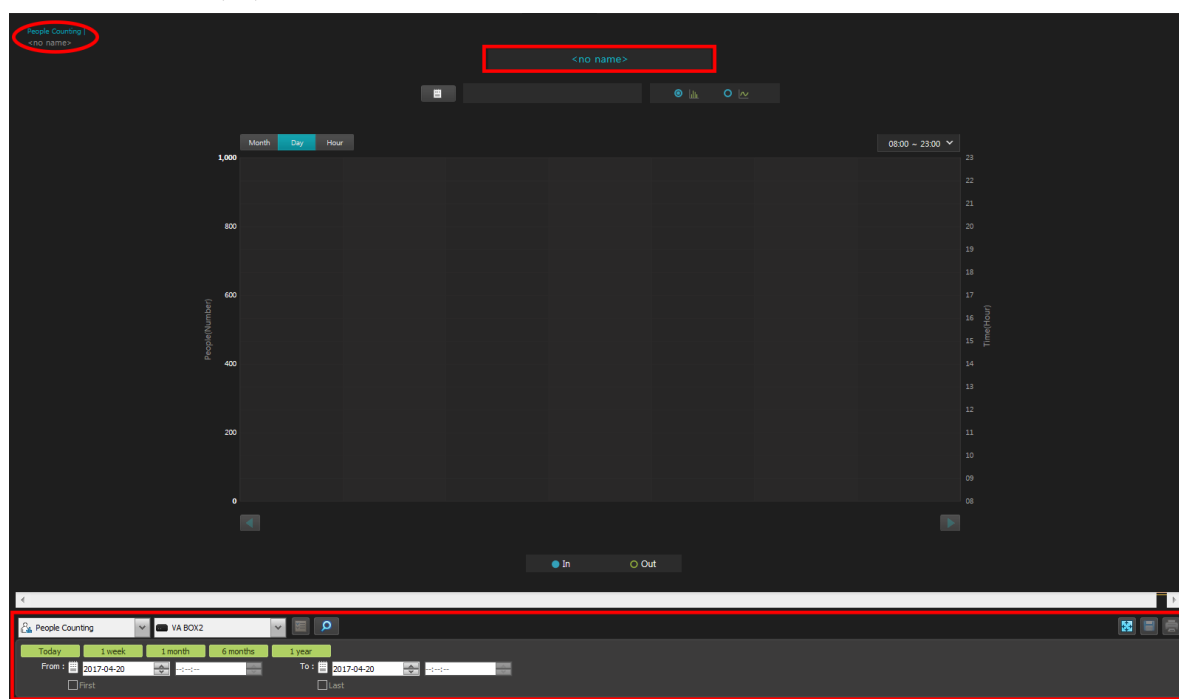 People Counting |
<no name>
<no name>
Month Day Hour
08:00 ~ 23:00
1,000
800
600
400
200
0
People(Number)
23
22
21
20
19
18
17
16
15
14
13
12
11
10
09
08
Time(Hour)
In Out
People Counting VA BOX2
Today 1 week 1 month 6 months 1 year
From : 2017-04-20 --:--:-- To : 2017-04-20 --:--:--
First Last